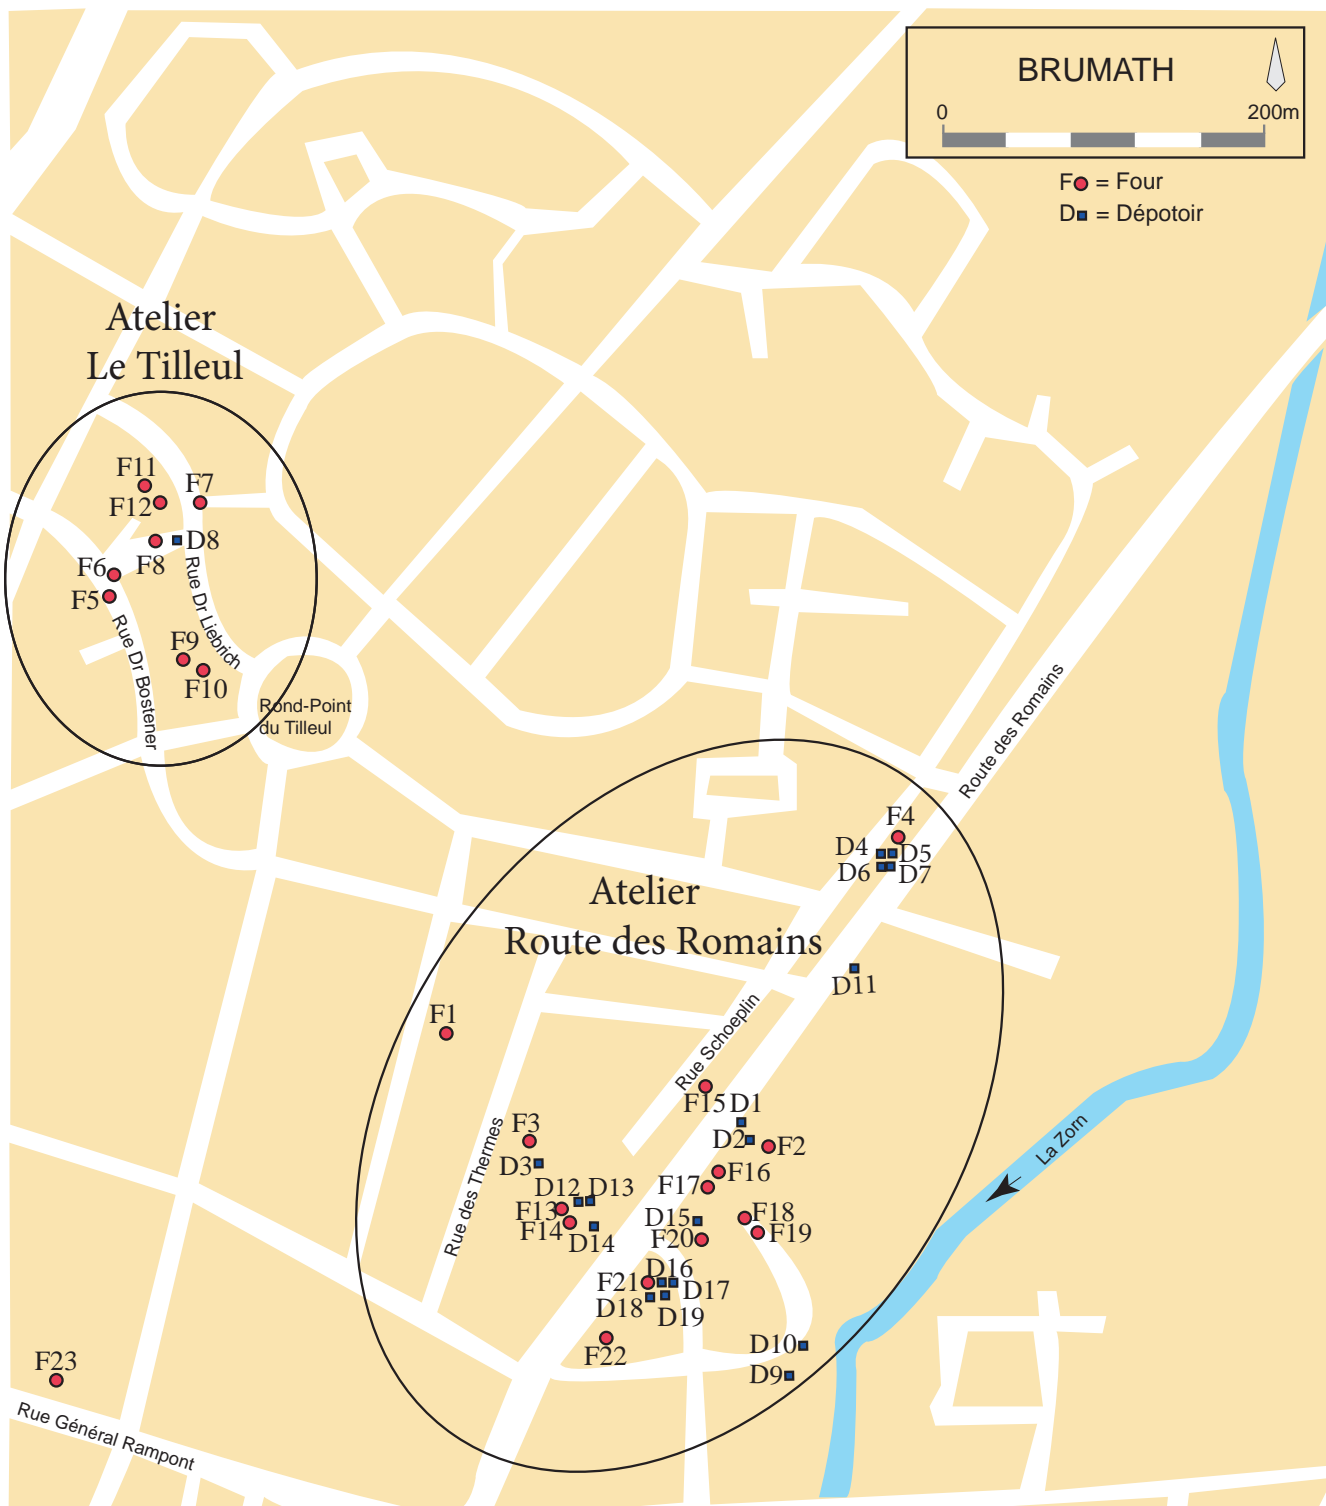 BRUMATH
0 200m
F = Four
D = Dépotoir
Atelier
Le Tilleul
F11
F7
F12
D8
F8
F6
F5
Rue Dr Liebrich
Rue Dr Bostener
F9
F10
Rond-Point
du Tilleul
Route des Romains
F4
D4
D5
D6
D7
Atelier
Route des Romains
D11
F1
Rue Schoeplin
F15
D1
D2
F2
F3
D3
Rue des Thermes
La Zorn
F16
F17
D12
D13
F13
F14
D14
F18
F19
D15
F20
D16
F21
D17
D18
D19
F22
D10
D9
F23
Rue Général Rampont